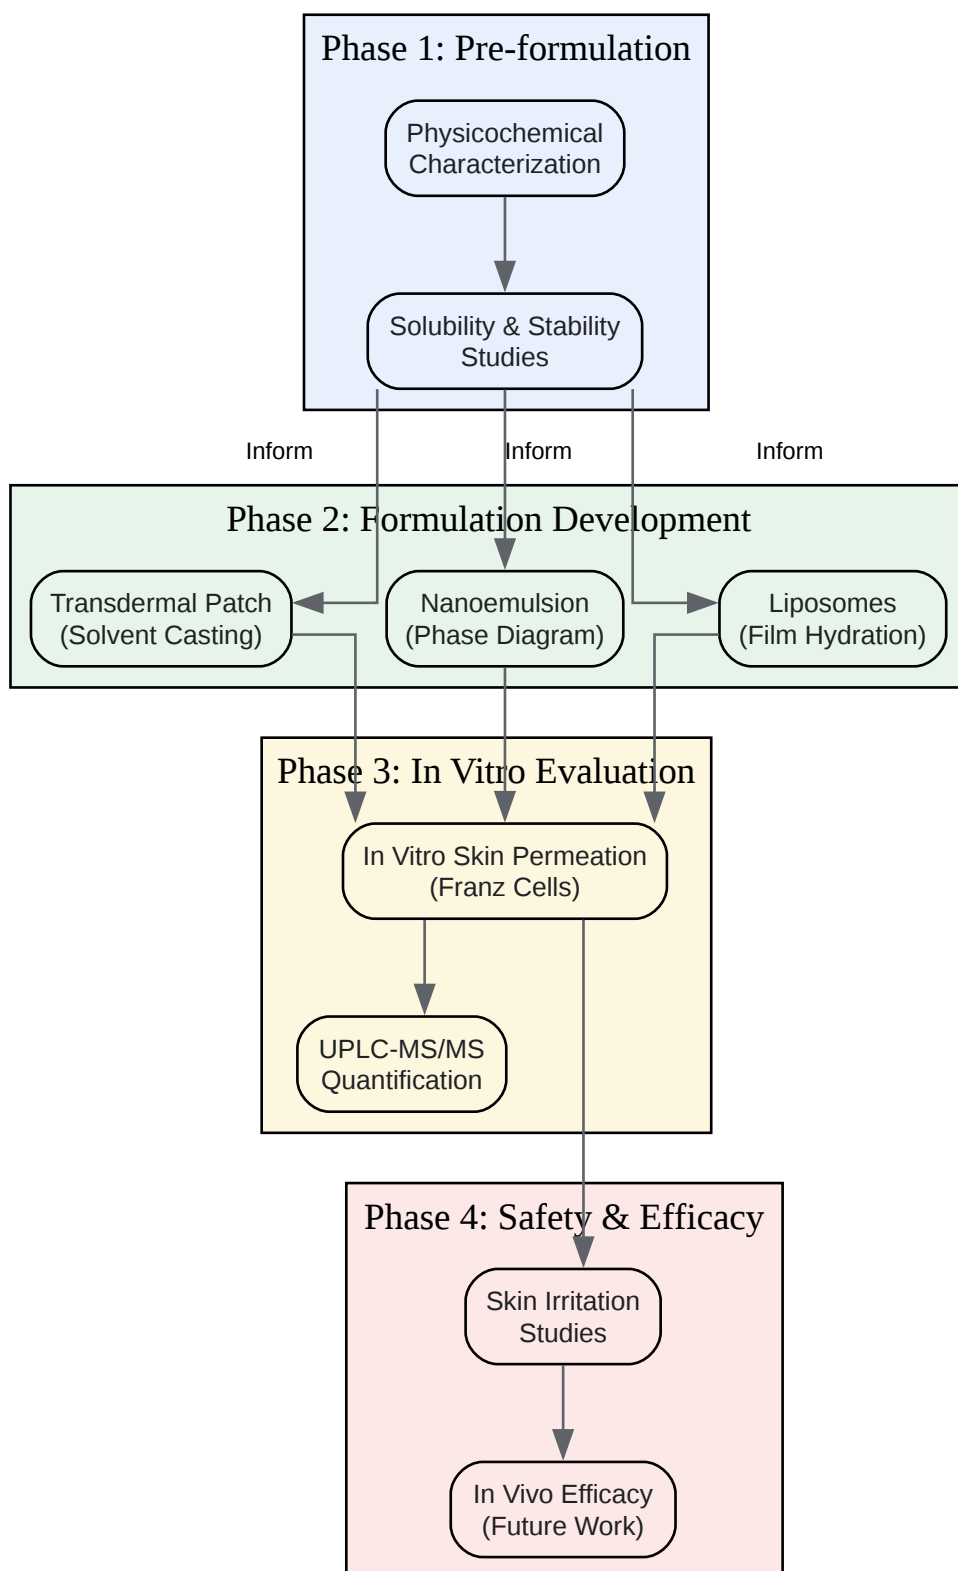 Phase 1: Pre-formulation
Physicochemical
Characterization
Solubility & Stability
Studies
Inform
Inform
Inform
Phase 2: Formulation Development
Transdermal Patch
(Solvent Casting)
Nanoemulsion
(Phase Diagram)
Liposomes
(Film Hydration)
Phase 3: In Vitro Evaluation
In Vitro Skin Permeation
(Franz Cells)
UPLC-MS/MS
Quantification
Phase 4: Safety & Efficacy
Skin Irritation
Studies
In Vivo Efficacy
(Future Work)